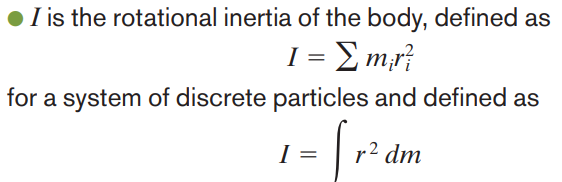 ● I is the rotational inertia of the body, defined as
I = ∑ mᵢrᵢ²
for a system of discrete particles and defined as
I = ∫ r² dm